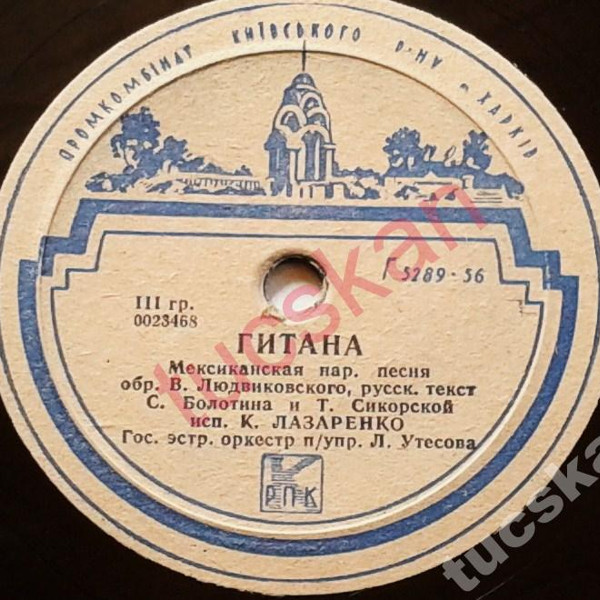 ПРОМКОМБІНАТ КИЇВСЬКОГО Р-НУ ХАРКІВ
Г 5289-56
III гр.
0023468
ГИТАНА
Мексиканская нар. песня
обр. В. Людвиковского, русск. текст
С. Болотина и Т. Сикорской
исп. К. ЛАЗАРЕНКО
Гос. эстр. оркестр п/упр. Л. Утесова
РПК
tucskan
tucska